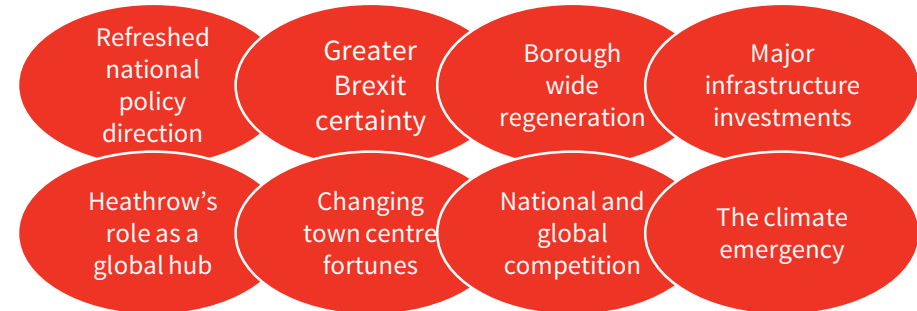 Refreshed
national
policy
direction
Greater
Brexit
certainty
Borough
wide
regeneration
Major
infrastructure
investments
Heathrow's
role as a
global hub
Changing
town centre
fortunes
National and
global
competition
The climate
emergency